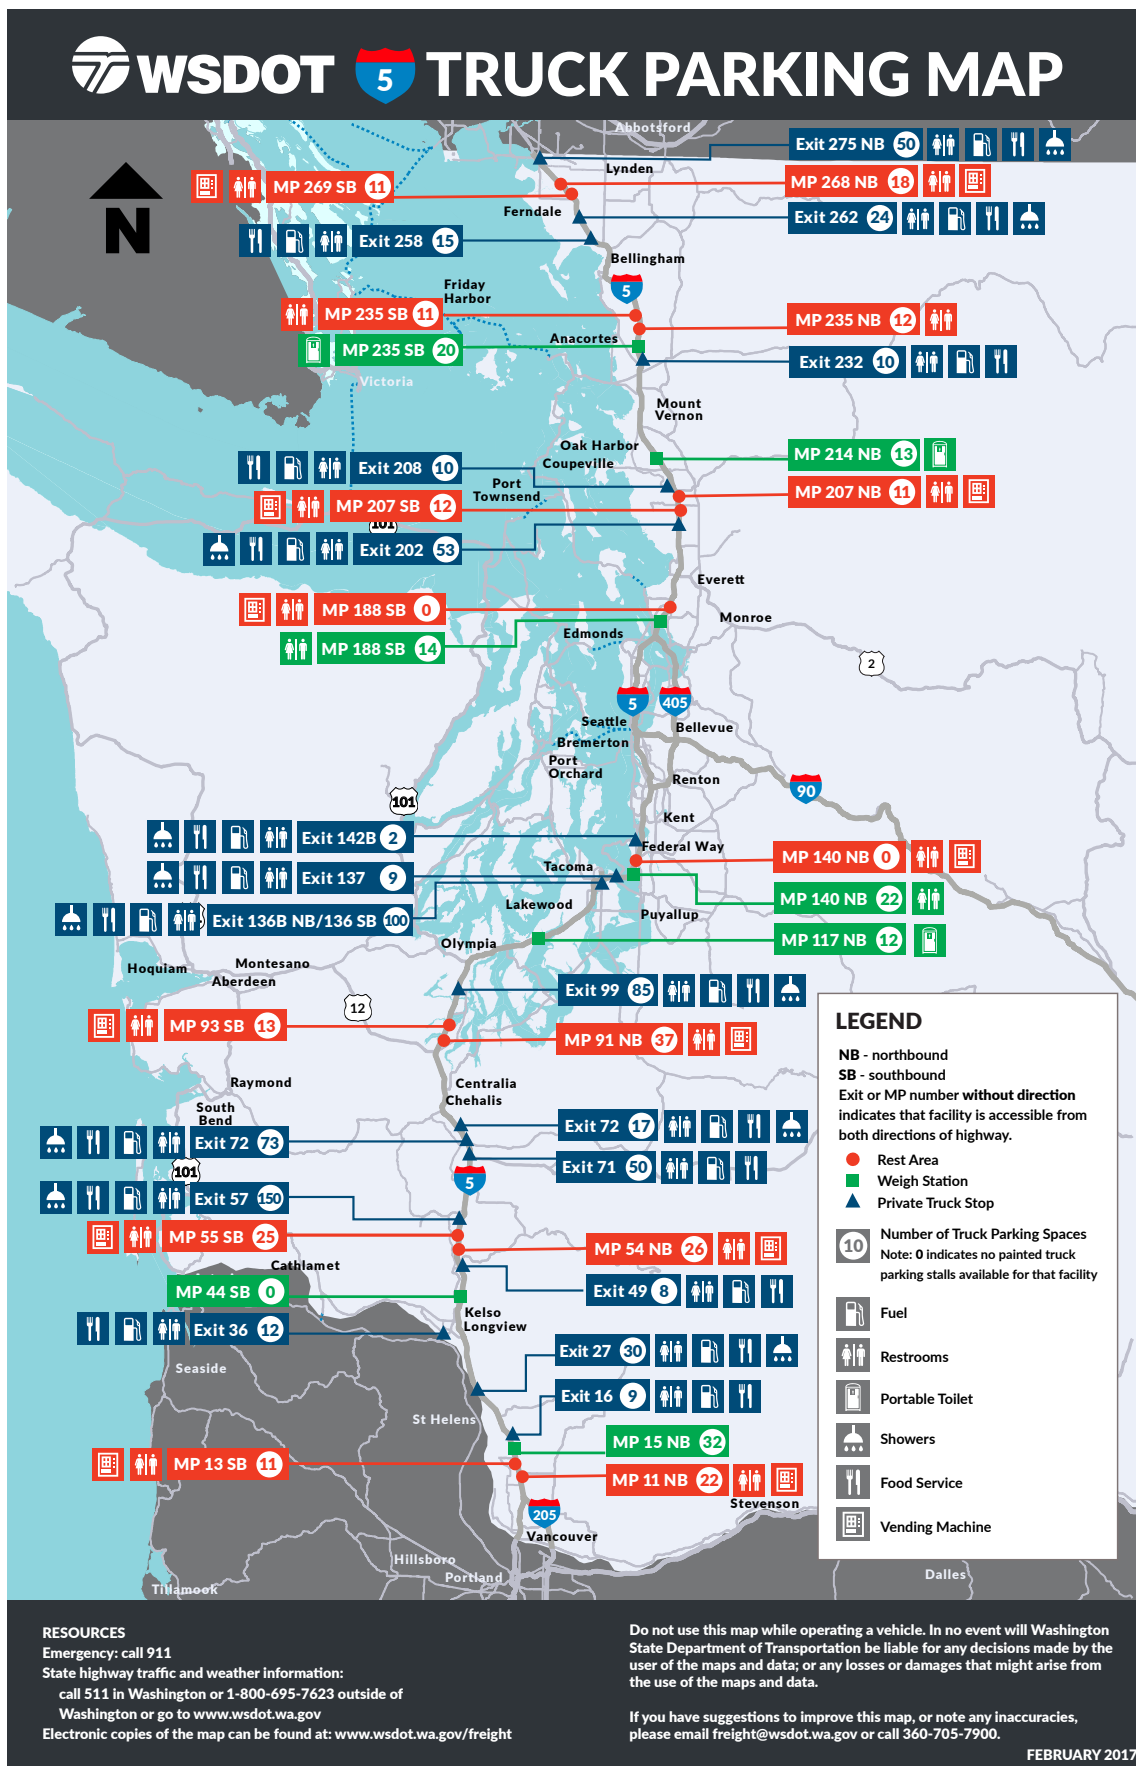 WSDOT 5 TRUCK PARKING MAP
Abbotsford
Exit 275 NB 50
Lynden
MP 269 SB 11
MP 268 NB 18
N
Ferndale
Exit 262 24
Exit 258 15
Bellingham
5
Friday
Harbor
MP 235 SB 11
MP 235 NB 12
Anacortes
MP 235 SB 20
Exit 232 10
Victoria
Mount
Vernon
Oak Harbor
Coupeville
MP 214 NB 13
Exit 208 10
Port
Townsend
MP 207 NB 11
MP 207 SB 12
101
Exit 202 53
Everett
MP 188 SB 0
Monroe
Edmonds
MP 188 SB 14
2
5
405
Seattle
Bellevue
Bremerton
Port
Orchard
Renton
90
101
Kent
Exit 142B 2
Federal Way
MP 140 NB 0
Tacoma
Exit 137 9
MP 140 NB 22
Lakewood
Puyallup
Exit 136B NB/136 SB 100
MP 117 NB 12
Olympia
Montesano
Hoquiam
Aberdeen
Exit 99 85
12
MP 93 SB 13
MP 91 NB 37
Raymond
Centralia
Chehalis
South
Bend
Exit 72 17
Exit 72 73
Exit 71 50
101
5
Exit 57 150
MP 55 SB 25
MP 54 NB 26
Cathlamet
MP 44 SB 0
Exit 49 8
Kelso
Longview
Exit 36 12
Exit 27 30
Seaside
Exit 16 9
St Helens
MP 15 NB 32
MP 13 SB 11
MP 11 NB 22
Stevenson
205
Vancouver
Hillsboro
Portland
Dalles
Tillamook
LEGEND
NB - northbound
SB - southbound
Exit or MP number without direction
indicates that facility is accessible from
both directions of highway.
Rest Area
Weigh Station
Private Truck Stop
10
Number of Truck Parking Spaces
Note: 0 indicates no painted truck
parking stalls available for that facility
Fuel
Restrooms
Portable Toilet
Showers
Food Service
Vending Machine
RESOURCES
Emergency: call 911
State highway traffic and weather information:
call 511 in Washington or 1-800-695-7623 outside of
Washington or go to www.wsdot.wa.gov
Electronic copies of the map can be found at: www.wsdot.wa.gov/freight
Do not use this map while operating a vehicle. In no event will Washington
State Department of Transportation be liable for any decisions made by the
user of the maps and data; or any losses or damages that might arise from
the use of the maps and data.
If you have suggestions to improve this map, or note any inaccuracies,
please email freight@wsdot.wa.gov or call 360-705-7900.
FEBRUARY 2017